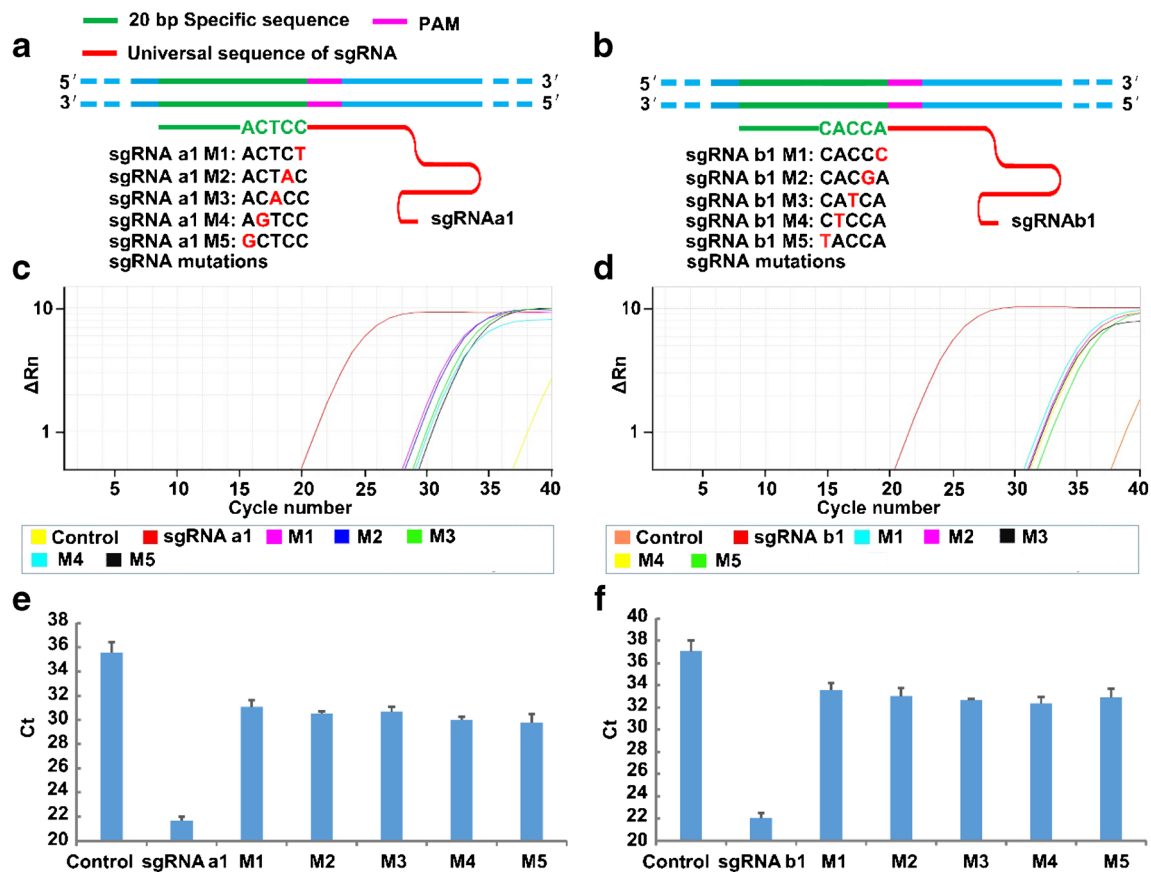 20 bp Specific sequence
PAM
Universal sequence of sgRNA
a
5′
3′
3′
5′
ACTCC
sgRNA a1 M1: ACTCT
sgRNA a1 M2: ACTAC
sgRNA a1 M3: ACACC
sgRNA a1 M4: AGTCC
sgRNA a1 M5: GCTCC
sgRNA mutations
sgRNAa1
b
5′
3′
3′
5′
CACCA
sgRNA b1 M1: CACCC
sgRNA b1 M2: CACGA
sgRNA b1 M3: CATCA
sgRNA b1 M4: CTCCA
sgRNA b1 M5: TACCA
sgRNA mutations
sgRNAb1
c
10
1
ΔRn
5 10 15 20 25 30 35 40
Cycle number
Control sgRNA a1 M1 M2 M3
M4 M5
d
10
1
ΔRn
5 10 15 20 25 30 35 40
Cycle number
Control sgRNA b1 M1 M2 M3
M4 M5
e
38
36
34
32
30
28
26
24
22
20
Ct
Control sgRNA a1 M1 M2 M3 M4 M5
f
40
38
36
34
32
30
28
26
24
22
20
Ct
Control sgRNA b1 M1 M2 M3 M4 M5